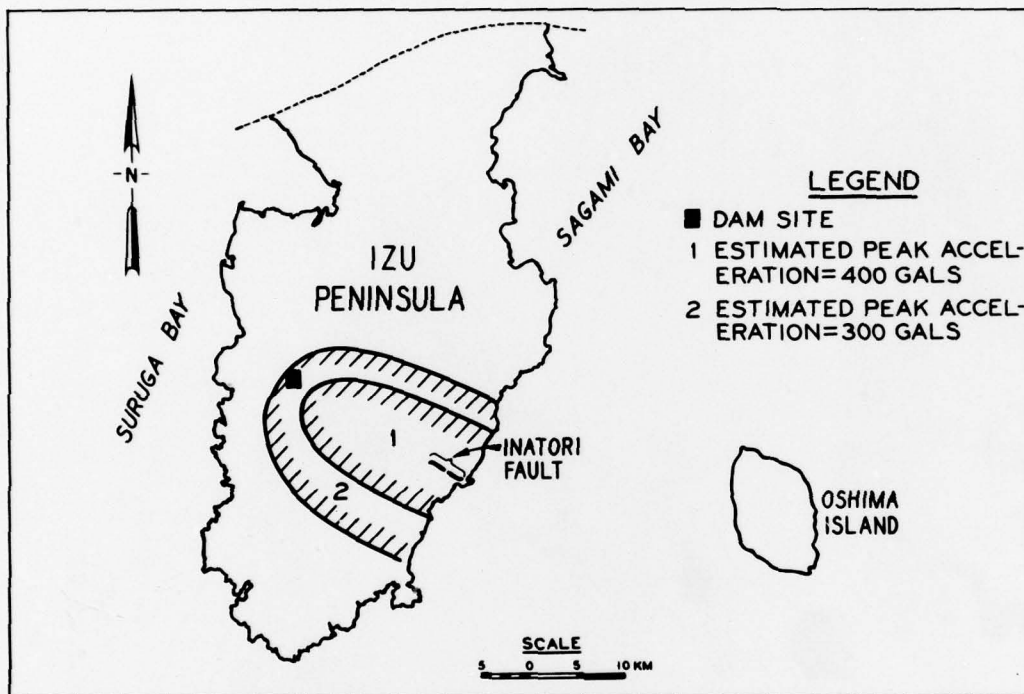 N
SURUGA BAY
IZU
PENINSULA
SAGAMI BAY
1
2
INATORI
FAULT
OSHIMA
ISLAND
LEGEND
DAM SITE
1 ESTIMATED PEAK ACCEL-
ERATION=400 GALS
2 ESTIMATED PEAK ACCEL-
ERATION=300 GALS
SCALE
5 0 5 10 KM